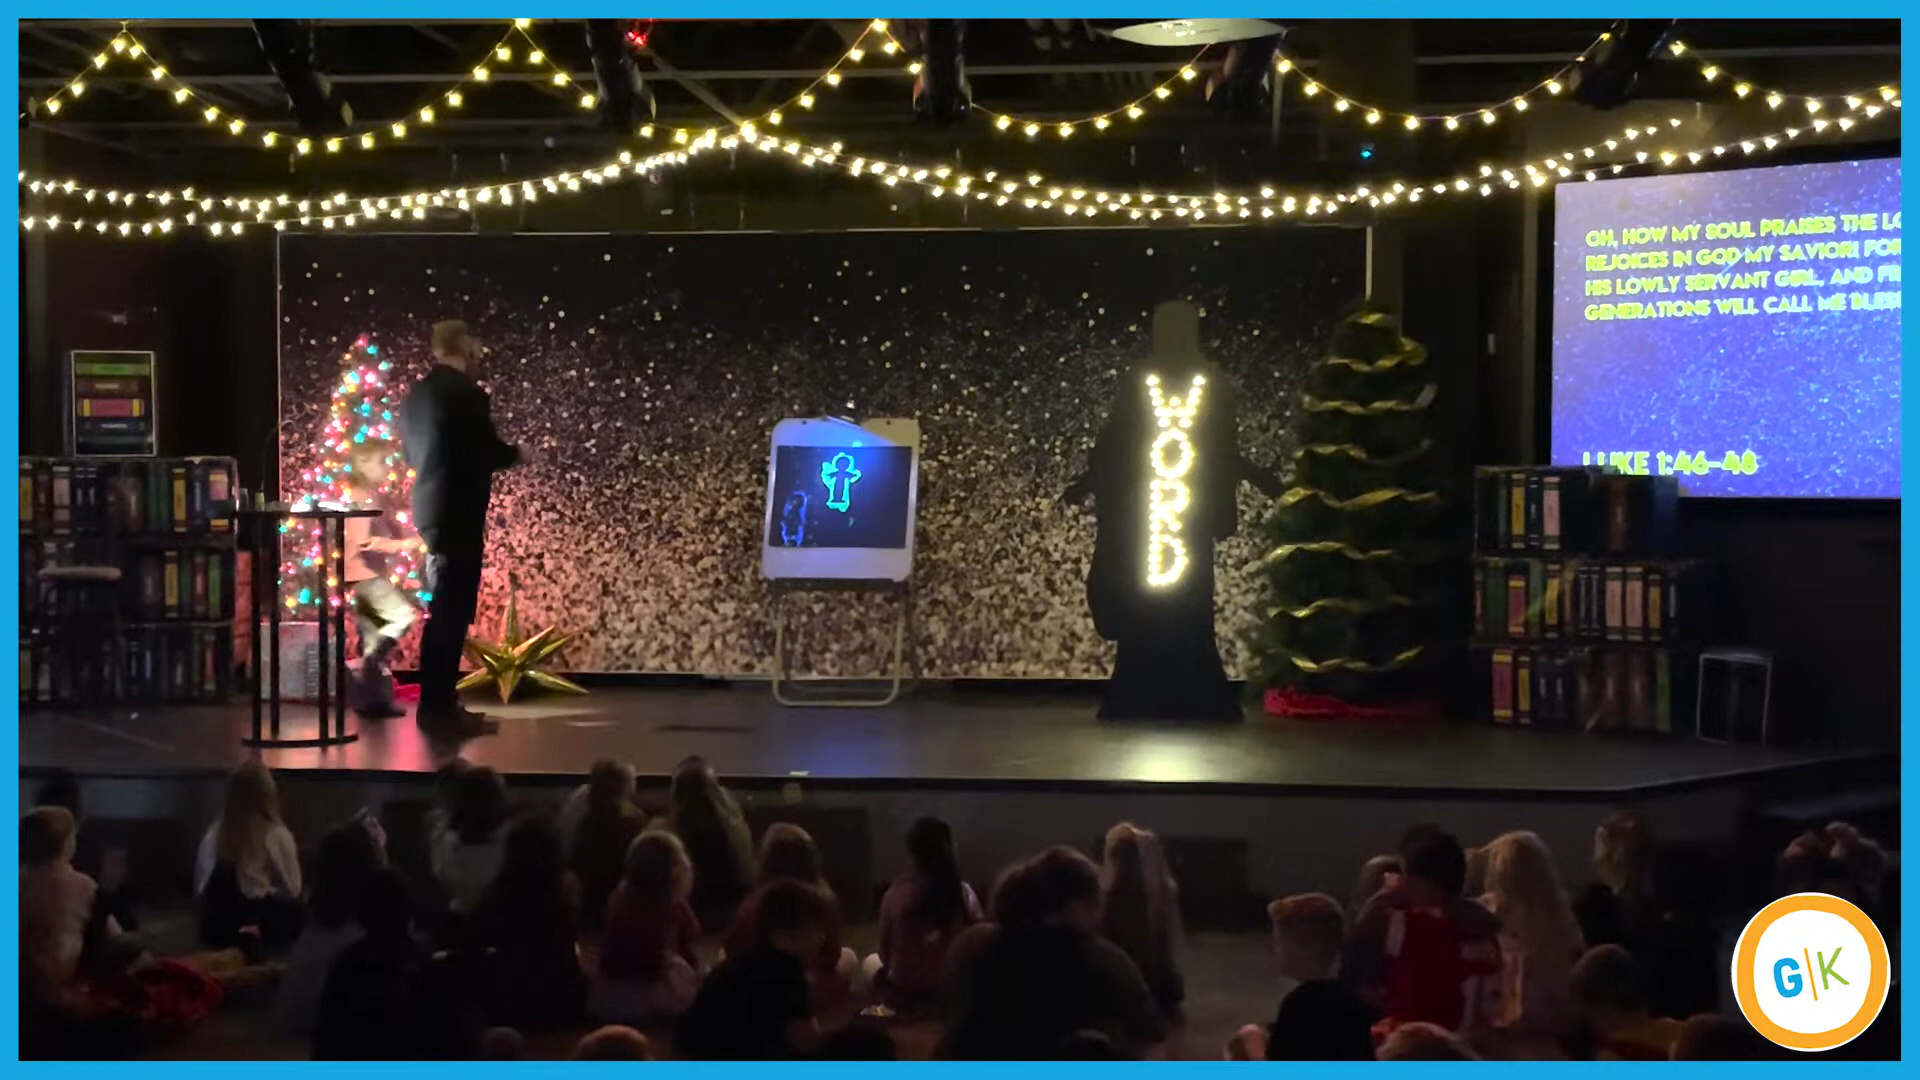 OH, HOW MY SOUL PRAISES THE
REJOICES IN GOD MY SAVIOR! FOR
HIS LOWLY SERVANT GIRL, AND
GENERATIONS WILL CALL ME
LUKE 1:46-48
WORD
G|K